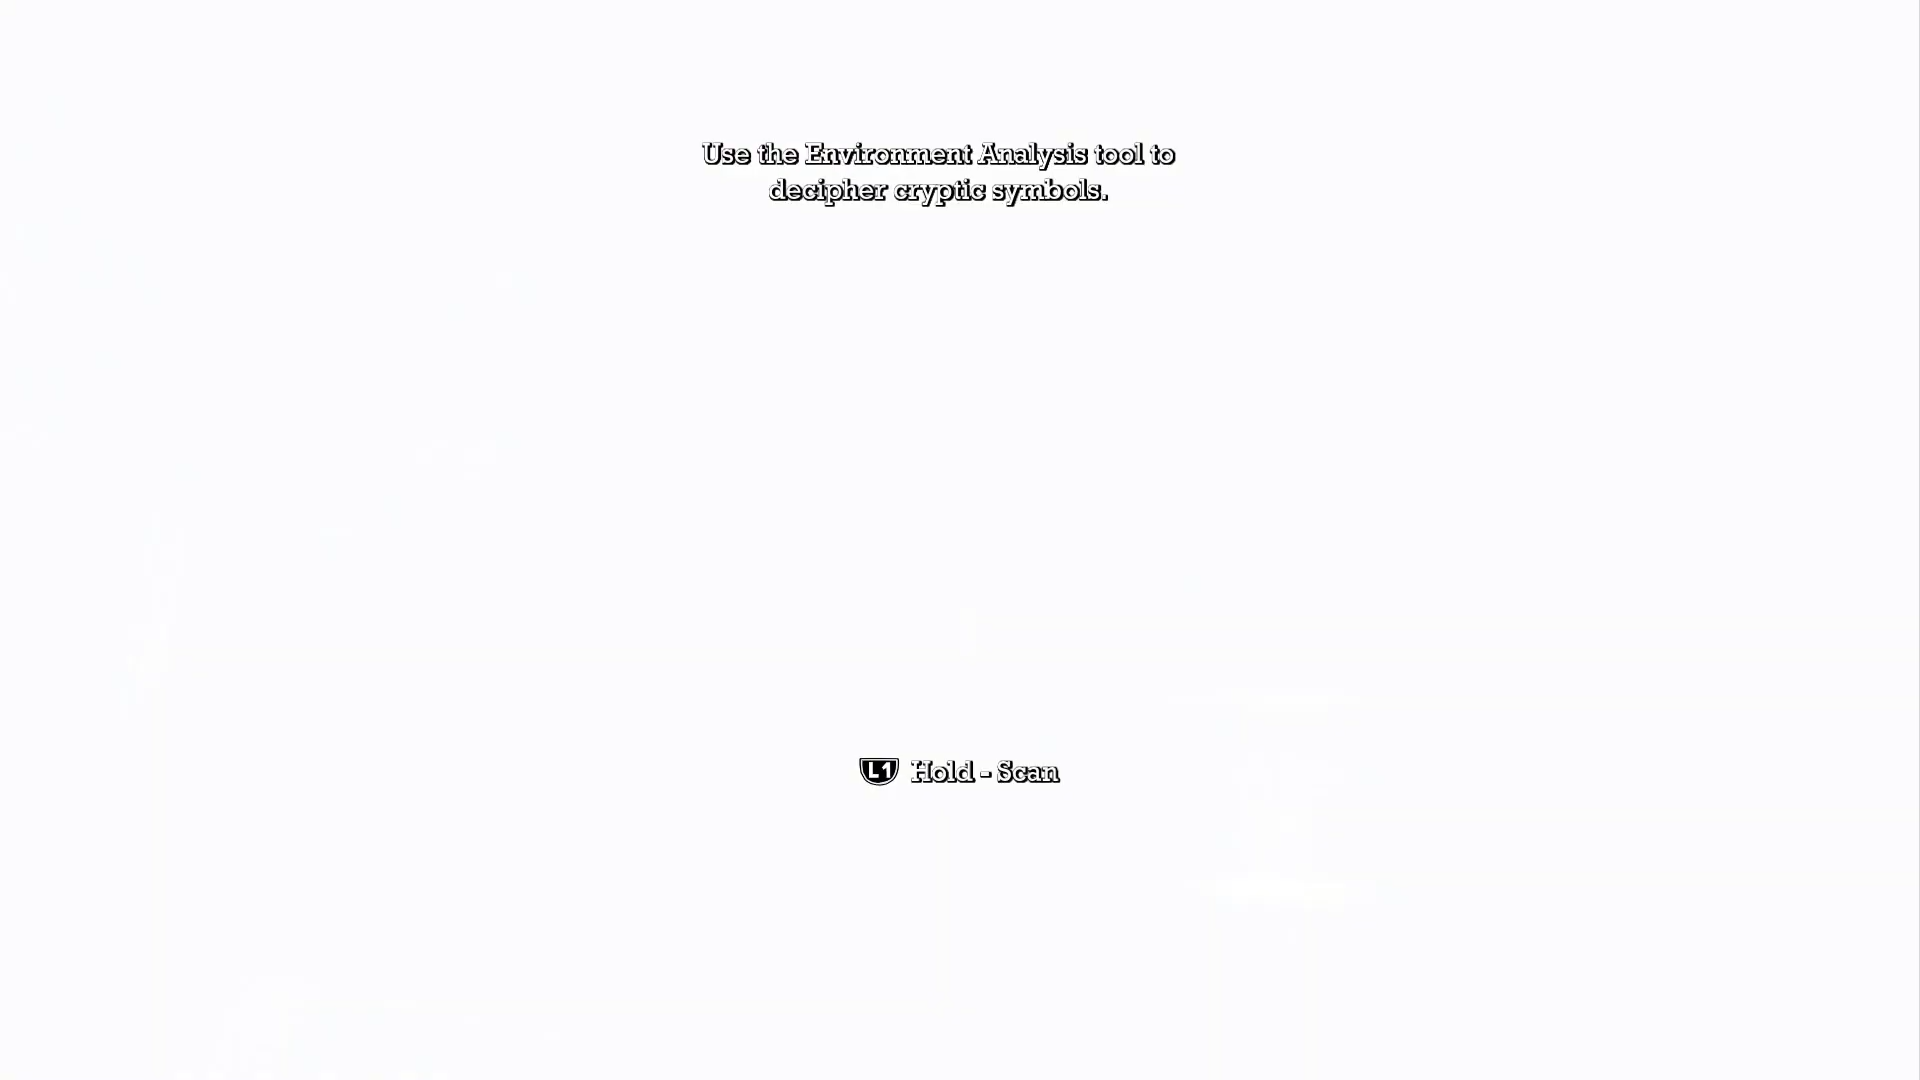 Use the Environment Analysis tool to
decipher cryptic symbols.
L1 Hold - Scan